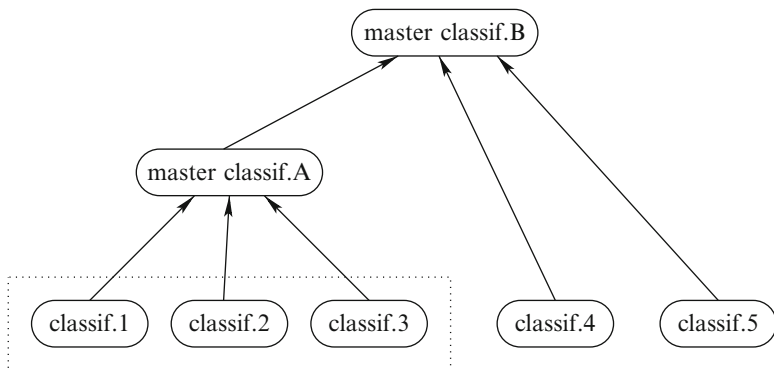 master classif.B
master classif.A
classif.1
classif.2
classif.3
classif.4
classif.5